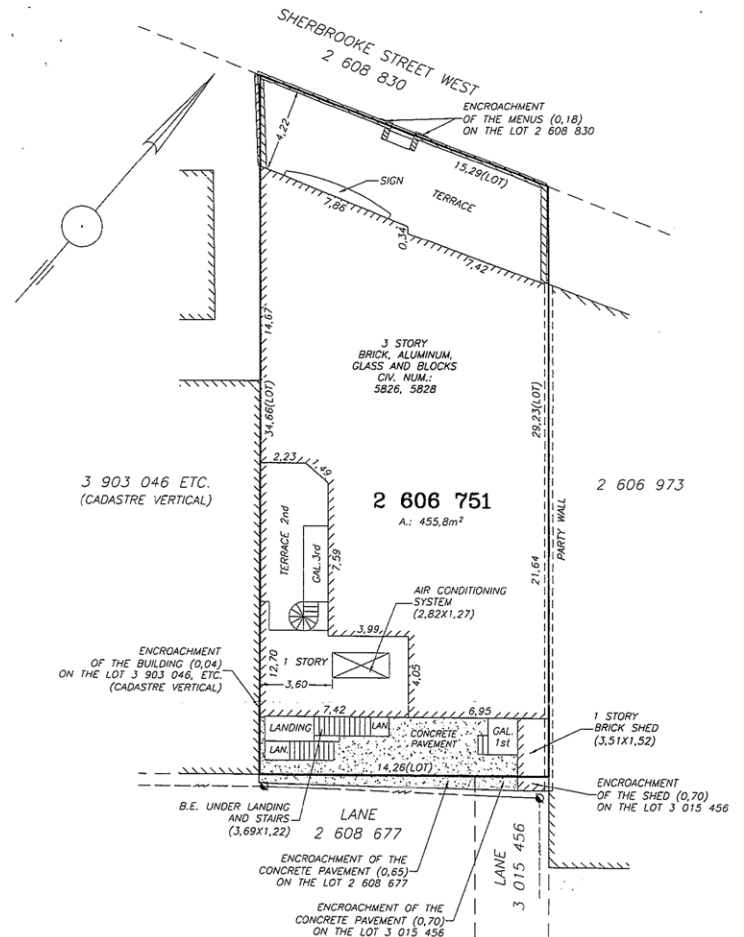 SHERBROOKE STREET WEST
2 608 830
ENCROACHMENT
OF THE MENUS (0,18)
ON THE LOT 2 608 830
4,22
15,29(LOT)
SIGN
TERRACE
7,86
0,34
7,42
14,67
3 STORY
BRICK, ALUMINUM,
GLASS AND BLOCKS
CIV. NUM.:
5826, 5828
34,66(LOT)
29,23(LOT)
2,23
1,49
3 903 046 ETC.
(CADASTRE VERTICAL)
2 606 751
A.: 455,8m²
2 606 973
TERRACE 2nd
GAL.3rd
7,59
21,64
PARTY WALL
AIR CONDITIONING
SYSTEM
(2,82X1,27)
3,99
ENCROACHMENT
OF THE BUILDING (0,04)
ON THE LOT 3 903 046, ETC.
(CADASTRE VERTICAL)
12,70
1 STORY
3,60
4,05
7,42
6,95
LANDING
LAN.
CONCRETE
PAVEMENT
GAL.
1st
1 STORY
BRICK SHED
(3,51X1,52)
LAN.
14,26(LOT)
B.E. UNDER LANDING
AND STAIRS
(3,69X1,22)
LANE
2 608 677
ENCROACHMENT
OF THE SHED (0,70)
ON THE LOT 3 015 456
LANE
3 015 456
ENCROACHMENT OF THE
CONCRETE PAVEMENT (0,65)
ON THE LOT 2 608 677
ENCROACHMENT OF THE
CONCRETE PAVEMENT (0,70)
ON THE LOT 3 015 456